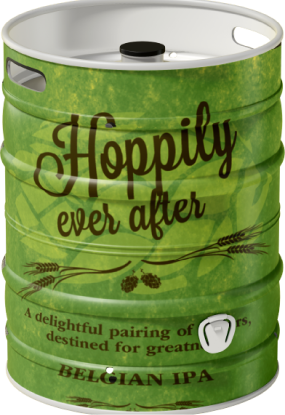 Hoppily
ever after
A delightful pairing of
destined for
BELGIAN IPA